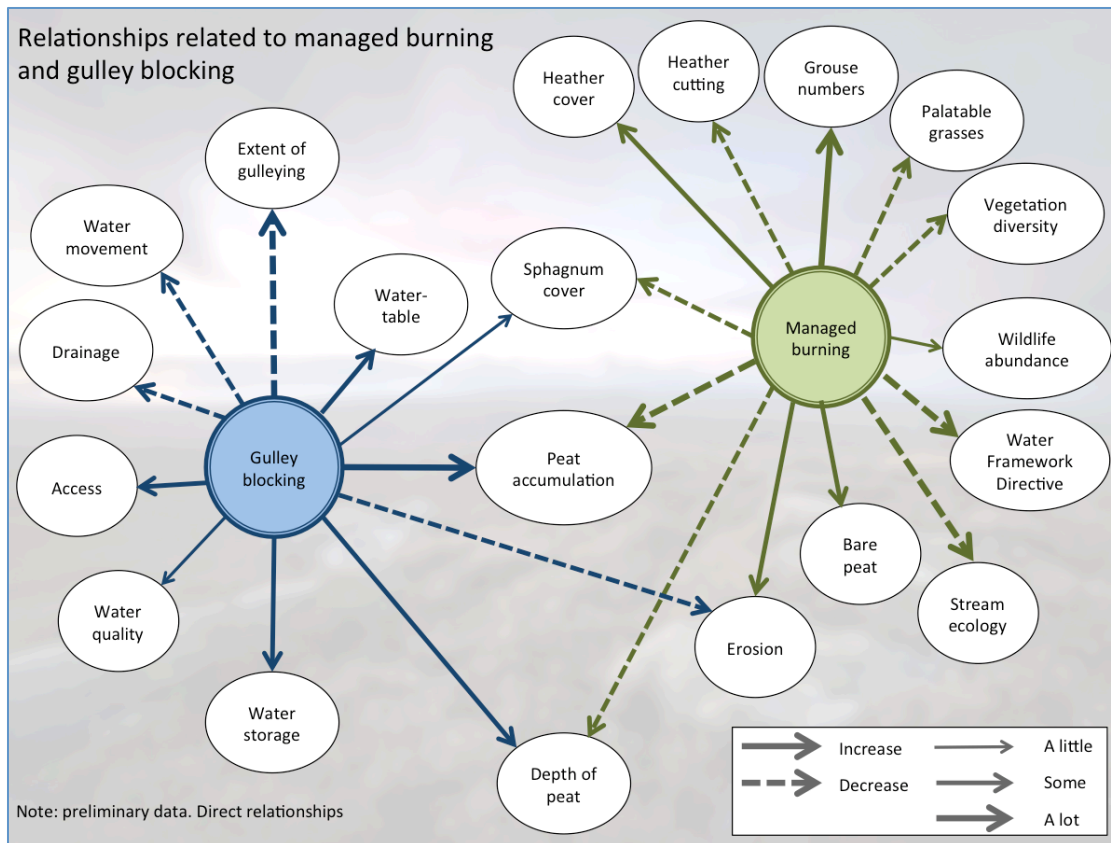 Relationships related to managed burning
and gulley blocking
Heather
cover
Heather
cutting
Grouse
numbers
Palatable
grasses
Extent of
gulleying
Vegetation
diversity
Water
movement
Sphagnum
cover
Water-
table
Managed
burning
Wildlife
abundance
Drainage
Gulley
blocking
Peat
accumulation
Water
Framework
Directive
Access
Bare
peat
Stream
ecology
Water
quality
Erosion
Water
storage
Depth of
peat
Increase
A little
Decrease
Some
A lot
Note: preliminary data. Direct relationships